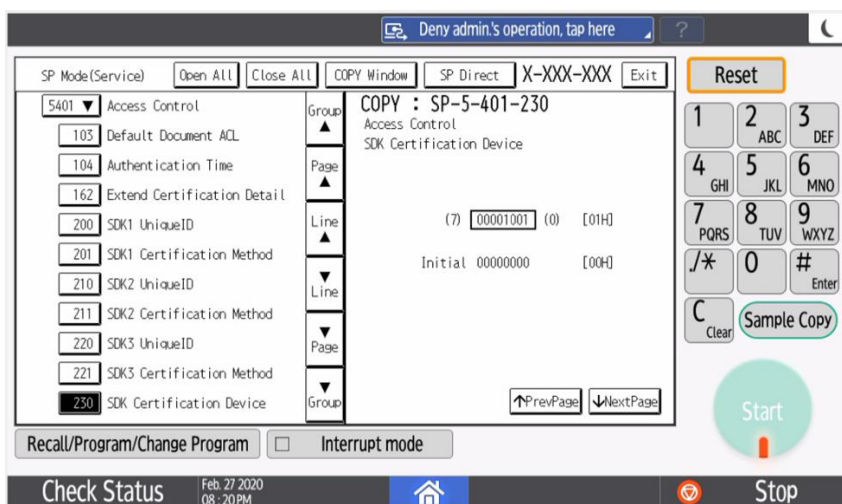 Deny admin.'s operation, tap here
?
SP Mode(Service) Open All Close All COPY Window SP Direct X-XXX-XXX Exit
Reset
5401 ▼ Access Control
103 Default Document ACL
104 Authentication Time
162 Extend Certification Detail
200 SDK1 UniqueID
201 SDK1 Certification Method
210 SDK2 UniqueID
211 SDK2 Certification Method
220 SDK3 UniqueID
221 SDK3 Certification Method
230 SDK Certification Device
Group
▲
Page
▲
Line
▲
▼
Line
▼
Page
▼
Group
COPY : SP-5-401-230
Access Control
SDK Certification Device
(7) 00001001 (0) [01H]
Initial 00000000 [00H]
↑PrevPage ↓NextPage
1 2 ABC 3 DEF
4 GHI 5 JKL 6 MNO
7 PQRS 8 TUV 9 WXYZ
./* 0 # Enter
C Clear Sample Copy
Start
Recall/Program/Change Program Interrupt mode
Check Status Feb. 27 2020
08 : 20 PM
Stop